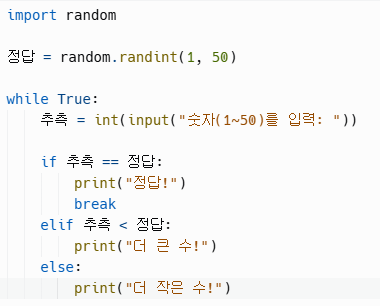 import random
정답 = random.randint(1, 50)
while True:
추측 = int(input("숫자(1~50)를 입력: "))
if 추측 == 정답:
print("정답!")
break
elif 추측 < 정답:
print("더 큰 수!")
else:
print("더 작은 수!")